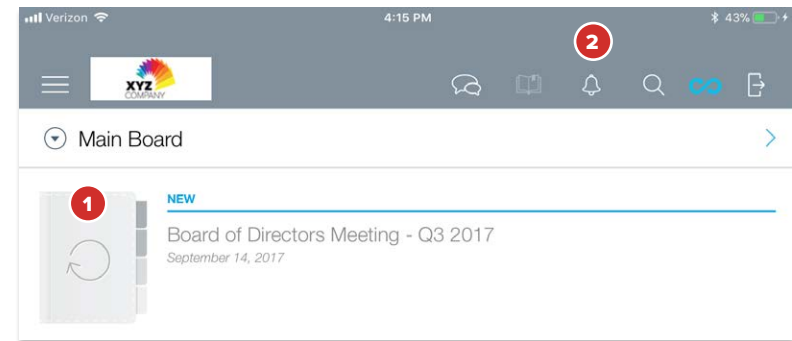 Verizon 4:15 PM 43%
2
XYZ
COMPANY
Main Board
1
NEW
Board of Directors Meeting - Q3 2017
September 14, 2017